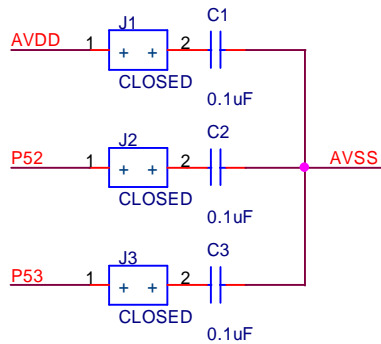 J1
C1
AVDD
1
+ +
2
CLOSED
0.1uF
J2
C2
P52
1
+ +
2
AVSS
CLOSED
0.1uF
J3
C3
P53
1
+ +
2
CLOSED
0.1uF